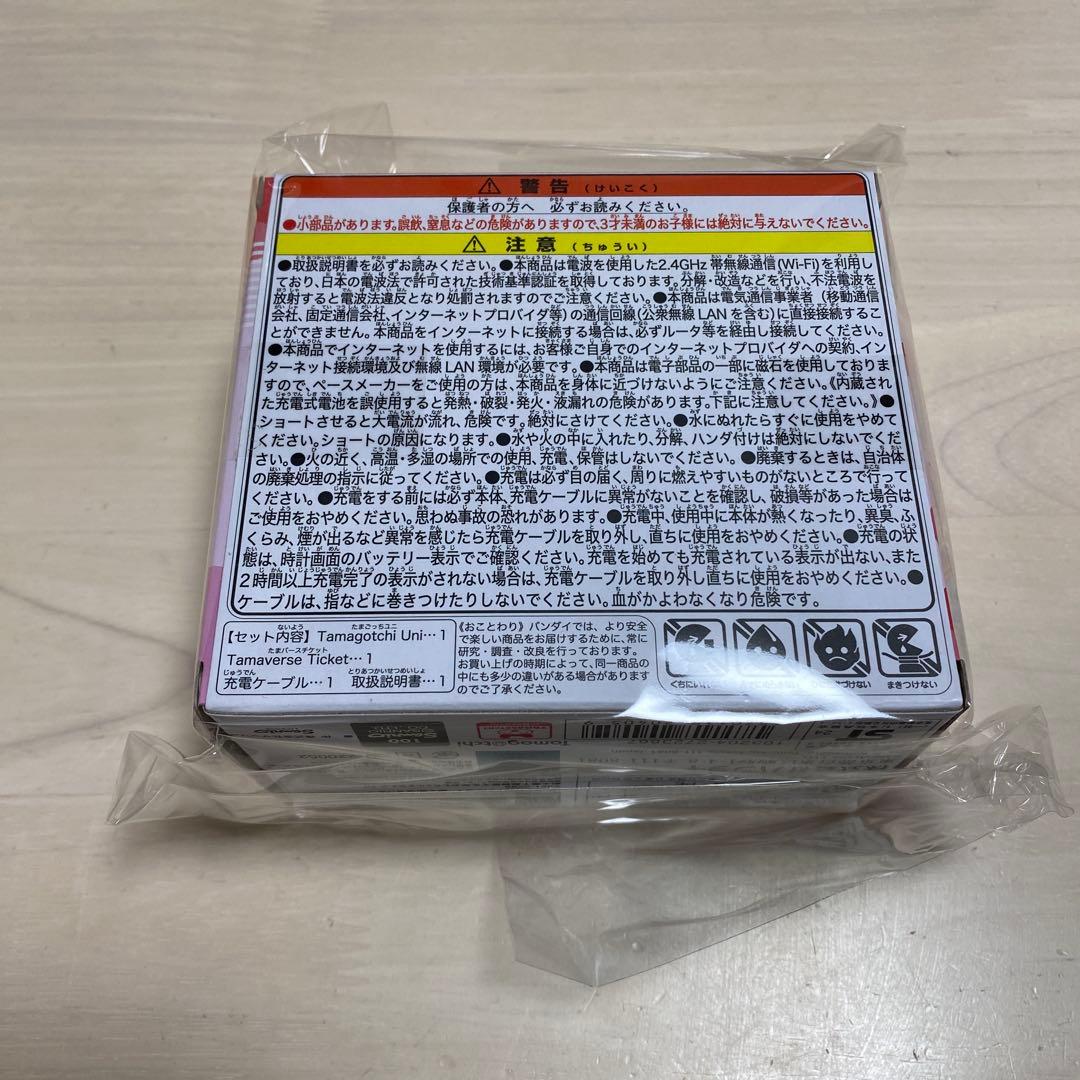 ⚠ 警告 (けいこく)
保護者の方へ 必ずお読みください。
●小部品があります。誤飲、窒息などの危険がありますので、3才未満のお子様には絶対に与えないでください。
⚠ 注意 (ちゅうい)
●取扱説明書を必ずお読みください。●本商品は電波を使用した2.4GHz 帯無線通信(Wi-Fi)を利用し
ており、日本の電波法で許可された技術基準認証を取得しております。分解・改造などを行い、不法電波を
放射すると電波法違反となり処罰されますのでご注意ください。●本商品は電気通信事業者（移動通信
会社、固定通信会社、インターネットプロバイダ等）の通信回線(公衆無線 LAN を含む)に直接接続するこ
とができません。本商品をインターネットに接続する場合は、必ずルータ等を経由し接続してください。
●本商品でインターネットを使用するには、お客様ご自身でのインターネットプロバイダへの契約、イン
ターネット接続環境及び無線 LAN 環境が必要です。●本商品は電子部品の一部に磁石を使用しておりま
すので、ペースメーカーをご使用の方は、本商品を身体に近づけないようにご注意ください。《内蔵され
た充電式電池を誤使用すると発熱・破裂・発火・液漏れの危険があります。下記に注意してください。》●
ショートさせると大電流が流れ、危険です。絶対にさけてください。●水にぬれたらすぐに使用をやめて
ください。ショートの原因になります。●水や火の中に入れたり、分解、ハンダ付けは絶対にしないでくだ
さい。●火の近く、高温・多湿の場所での使用、充電、保管はしないでください。●廃棄するときは、自治体
の廃棄処理の指示に従ってください。●充電は必ず目の届く、周りに燃えやすいものがないところで行って
ください。●充電をする前には必ず本体、充電ケーブルに異常がないことを確認し、破損等があった場合は
ご使用をおやめください。思わぬ事故の恐れがあります。●充電中、使用中に本体が熱くなったり、異臭、ふ
くらみ、煙が出るなど異常を感じたら充電ケーブルを取り外し、直ちに使用をおやめください。●充電の状
態は、時計画面のバッテリー表示でご確認ください。充電を始めても充電されている表示が出ない、また
2時間以上充電完了の表示がされない場合は、充電ケーブルを取り外し直ちに使用をおやめください。●
ケーブルは、指などに巻きつけたりしないでください。血がかよわなくなり危険です。
【セット内容】Tamagotchi Uni…1
Tamaverse Ticket…1
充電ケーブル…1 取扱説明書…1
《おことわり》バンダイでは、より安全
で楽しい商品をお届けするために、常に
研究・調査・改良を行っております。
お買い上げの時期によって、同一商品の
中にも多少の違いがある場合があります
のでご了承ください。
まきつけない
Tamagotchi
Sanrio